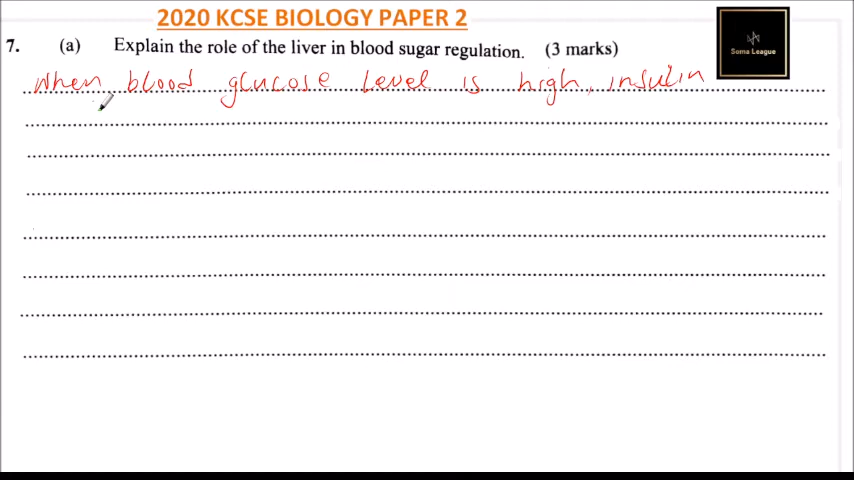 2020 KCSE BIOLOGY PAPER 2
7. (a) Explain the role of the liver in blood sugar regulation. (3 marks)
Soma League
When blood glucose level is high, insulin